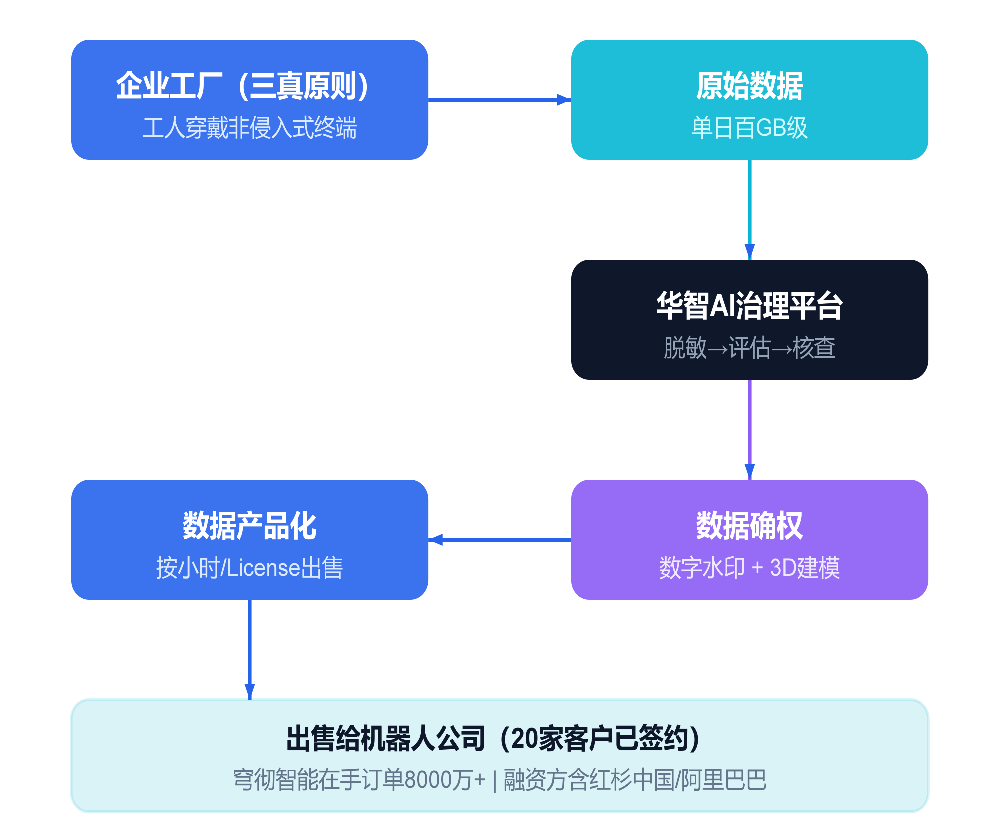 企业工厂（三真原则）
工人穿戴非侵入式终端
原始数据
单日百GB级
华智AI治理平台
脱敏→评估→核查
数据确权
数字水印 + 3D建模
数据产品化
按小时/License出售
出售给机器人公司（20家客户已签约）
穹彻智能在手订单8000万+ | 融资方含红杉中国/阿里巴巴